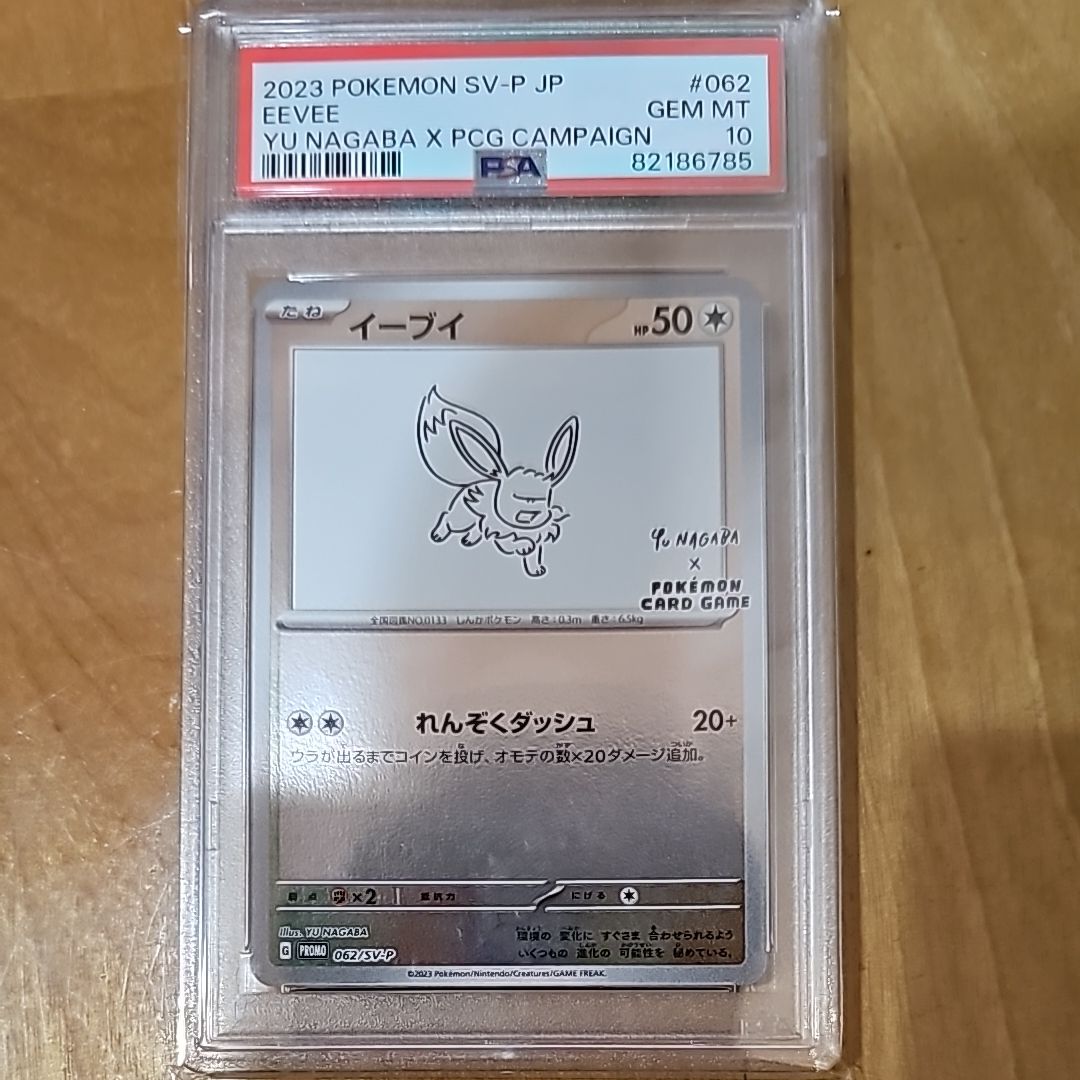 2023 POKEMON SV-P JP #062
EEVEE GEM MT
YU NAGABA X PCG CAMPAIGN 10
PSA 82186785
たね イーブイ HP 50
Yu NAGABA
×
POKÉMON
CARD GAME
全国図鑑NO.0133 しんかポケモン 高さ:0.3m 重さ:6.5kg
れんぞくダッシュ 20+
ウラが出るまでコインを投げ、オモテの数×20ダメージ追加。
弱点 ×2 抵抗力 にげる
Illus. YU NAGABA
G PROMO 062/SV-P
環境の 変化に すぐさま 合わせられるよう
いくつもの 進化の 可能性を 秘めている。
©2023 Pokémon/Nintendo/Creatures/GAME FREAK.